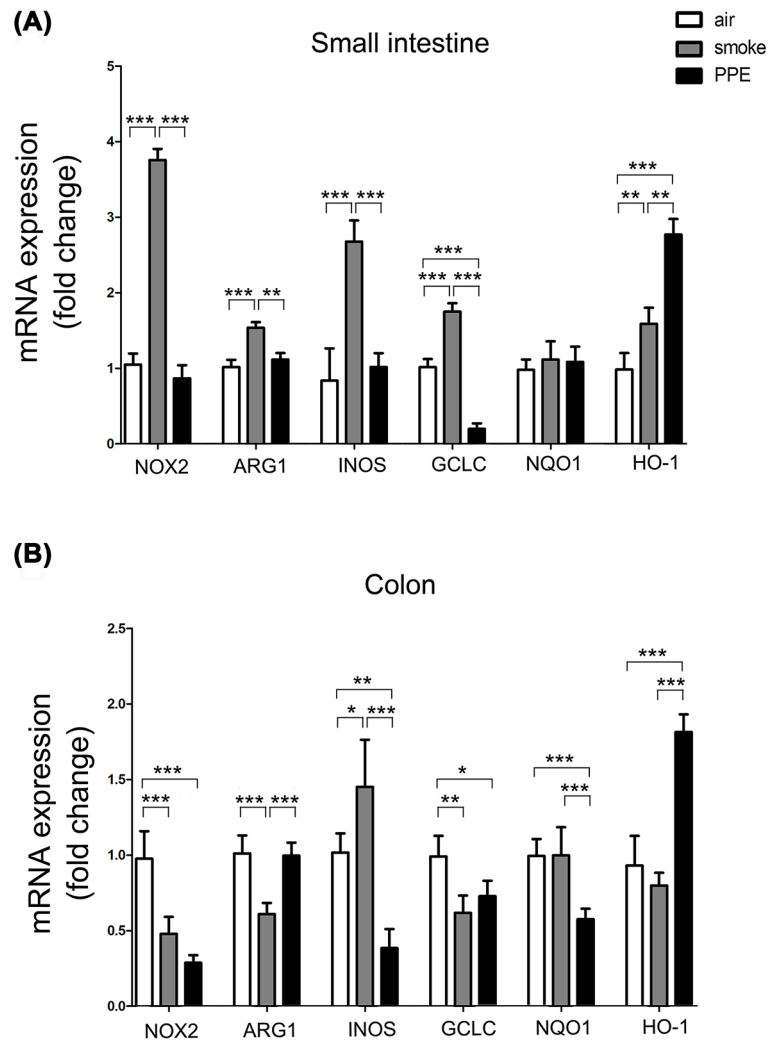 (A)
Small intestine
air
smoke
PPE
mRNA expression
(fold change)
5
4
3
2
1
0
*** ***
*** **
*** ***
***
*** ***
***
** **
NOX2 ARG1 INOS GCLC NQO1 HO-1
(B)
Colon
mRNA expression
(fold change)
2.5
2.0
1.5
1.0
0.5
0.0
***
***
*** ***
**
* ***
*
**
***
***
***
***
NOX2 ARG1 INOS GCLC NQO1 HO-1